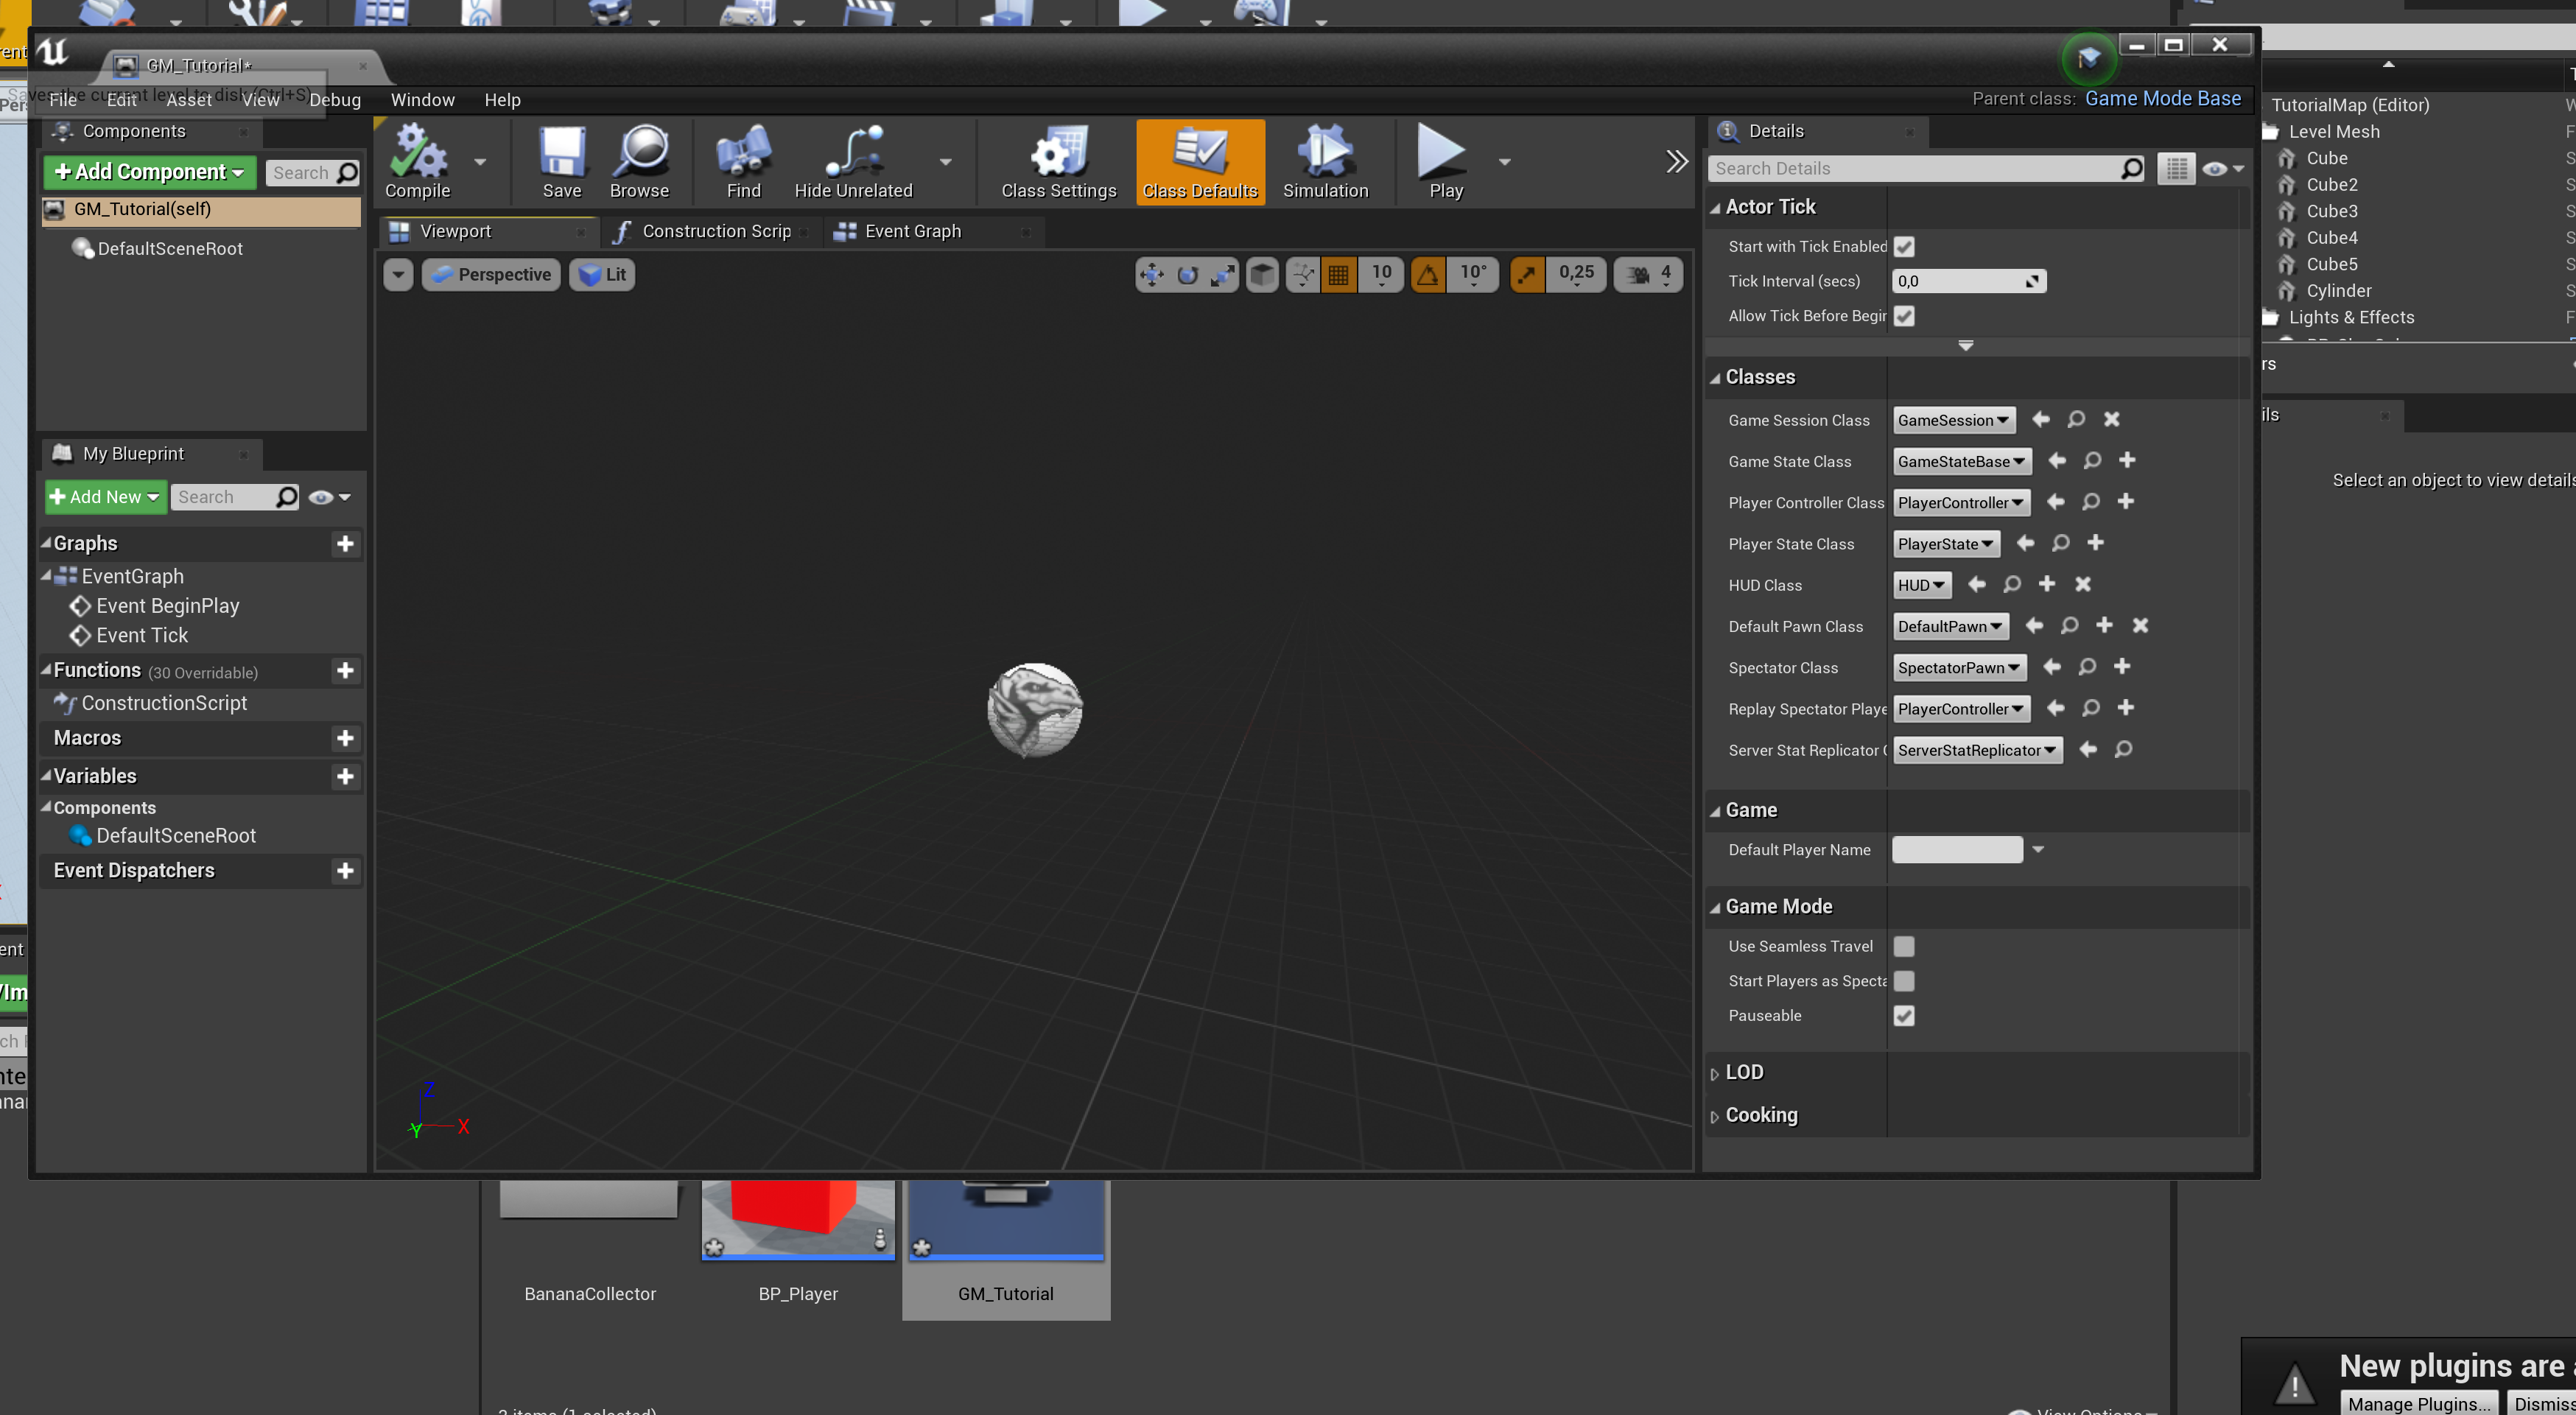 GM_Tutorial*
Saves the current level to disk (Ctrl+S)
File Edit Asset View Debug Window Help
Parent class: Game Mode Base
Components
Add Component
Search
GM_Tutorial(self)
DefaultSceneRoot
My Blueprint
Add New
Search
Graphs
EventGraph
Event BeginPlay
Event Tick
Functions (30 Overridable)
ConstructionScript
Macros
Variables
Components
DefaultSceneRoot
Event Dispatchers
Compile
Save
Browse
Find
Hide Unrelated
Class Settings
Class Defaults
Simulation
Play
Viewport
Construction Scrip
Event Graph
Perspective
Lit
10
10°
0,25
4
Z
Y
X
Details
Search Details
Actor Tick
Start with Tick Enabled
Tick Interval (secs) 0,0
Allow Tick Before Begin
Classes
Game Session Class GameSession
Game State Class GameStateBase
Player Controller Class PlayerController
Player State Class PlayerState
HUD Class HUD
Default Pawn Class DefaultPawn
Spectator Class SpectatorPawn
Replay Spectator Playe PlayerController
Server Stat Replicator C ServerStatReplicator
Game
Default Player Name
Game Mode
Use Seamless Travel
Start Players as Specta
Pauseable
LOD
Cooking
TutorialMap (Editor)
Level Mesh
Cube
Cube2
Cube3
Cube4
Cube5
Cylinder
Lights & Effects
Select an object to view details
BananaCollector
BP_Player
GM_Tutorial
3 items (1 selected)
View Options
New plugins are
Manage Plugins...
Dismiss